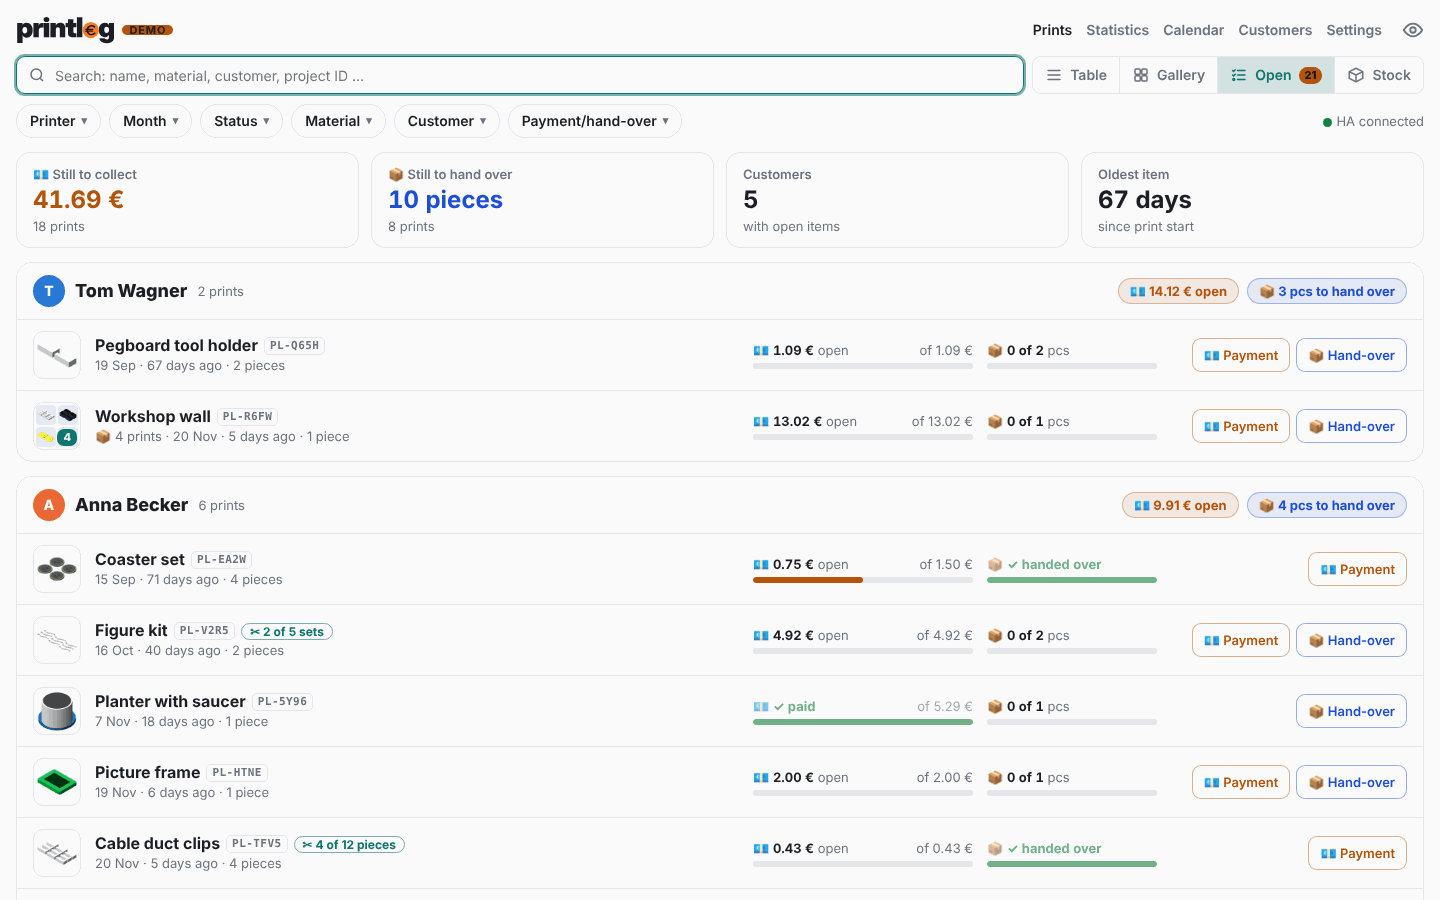 printl€g DEMO
Prints Statistics Calendar Customers Settings
Search: name, material, customer, project ID ...
Table Gallery Open 21 Stock
Printer ▾ Month ▾ Status ▾ Material ▾ Customer ▾ Payment/hand-over ▾
HA connected
Still to collect
41.69 €
18 prints
Still to hand over
10 pieces
8 prints
Customers
5
with open items
Oldest item
67 days
since print start
T Tom Wagner 2 prints 14.12 € open 3 pcs to hand over
Pegboard tool holder PL-Q65H
19 Sep · 67 days ago · 2 pieces
1.09 € open of 1.09 € 0 of 2 pcs Payment Hand-over
Workshop wall PL-R6FW
4
4 prints · 20 Nov · 5 days ago · 1 piece
13.02 € open of 13.02 € 0 of 1 pcs Payment Hand-over
A Anna Becker 6 prints 9.91 € open 4 pcs to hand over
Coaster set PL-EA2W
15 Sep · 71 days ago · 4 pieces
0.75 € open of 1.50 € ✓ handed over Payment
Figure kit PL-V2R5 ✂ 2 of 5 sets
16 Oct · 40 days ago · 2 pieces
4.92 € open of 4.92 € 0 of 2 pcs Payment Hand-over
Planter with saucer PL-5Y96
7 Nov · 18 days ago · 1 piece
✓ paid of 5.29 € 0 of 1 pcs Hand-over
Picture frame PL-HTNE
19 Nov · 6 days ago · 1 piece
2.00 € open of 2.00 € 0 of 1 pcs Payment Hand-over
Cable duct clips PL-TFV5 ✂ 4 of 12 pieces
20 Nov · 5 days ago · 4 pieces
0.43 € open of 0.43 € ✓ handed over Payment